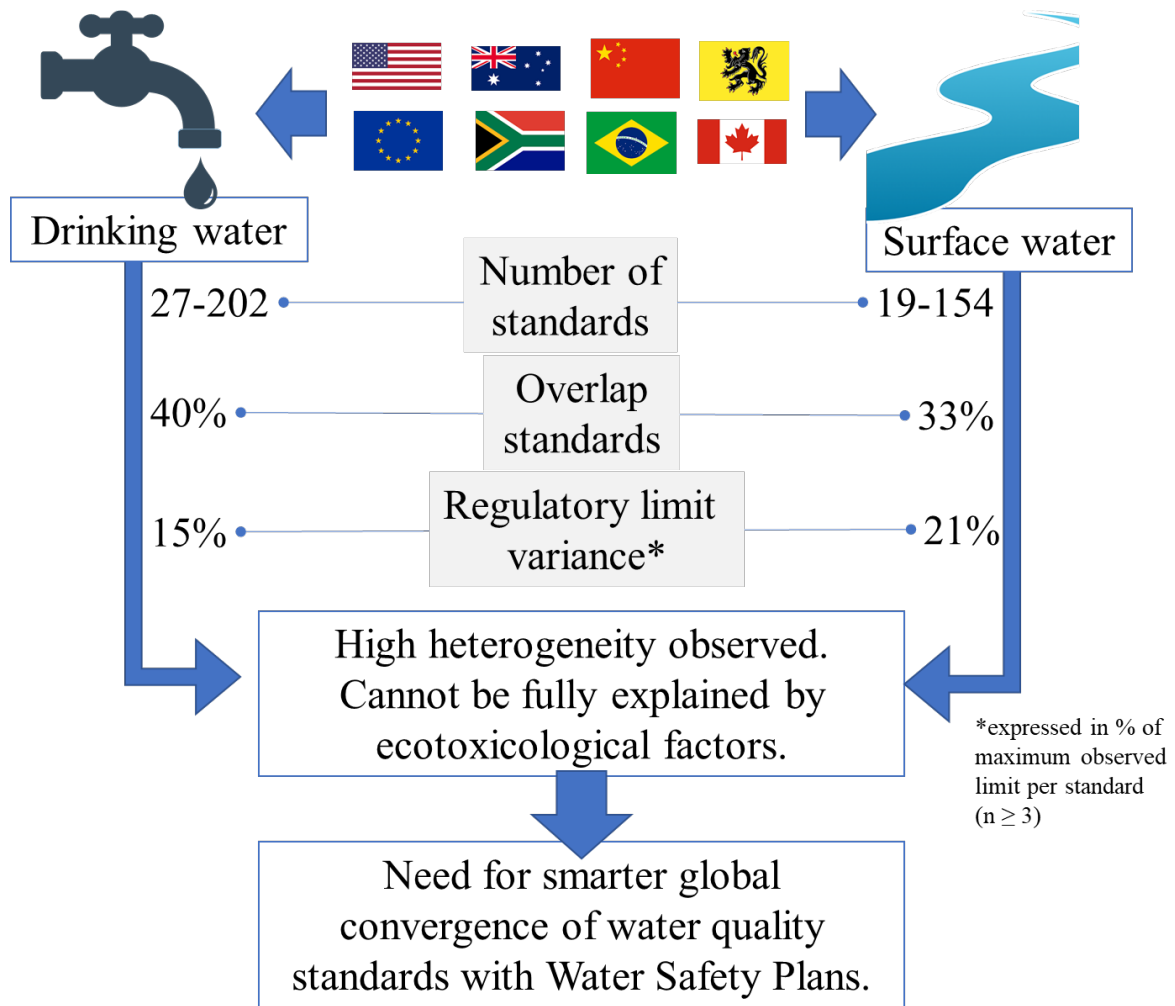 Drinking water
Surface water
Number of
standards
27-202
19-154
Overlap
standards
40%
33%
Regulatory limit
variance*
15%
21%
High heterogeneity observed.
Cannot be fully explained by
ecotoxicological factors.
*expressed in % of
maximum observed
limit per standard
(n ≥ 3)
Need for smarter global
convergence of water quality
standards with Water Safety Plans.